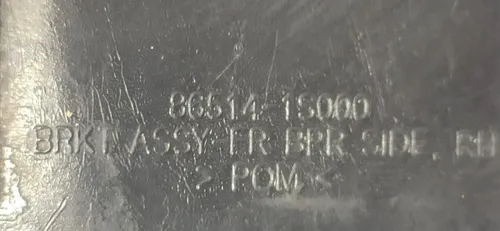 86514-1S000
BRKT ASSY-FR BPR SIDE, RH
> POM <